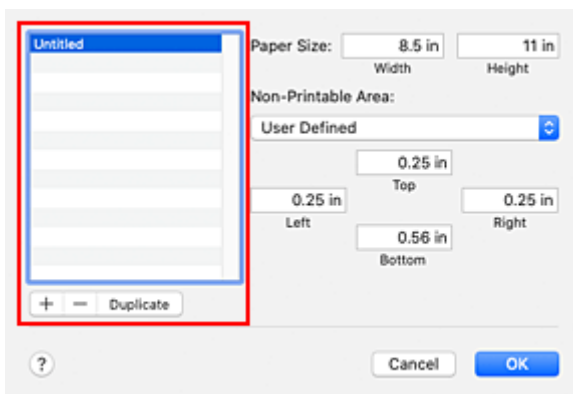 Untitled
Paper Size: 8.5 in 11 in
Width Height
Non-Printable Area:
User Defined
0.25 in
Top
0.25 in 0.25 in
Left Right
0.56 in
Bottom
+ − Duplicate
? Cancel OK